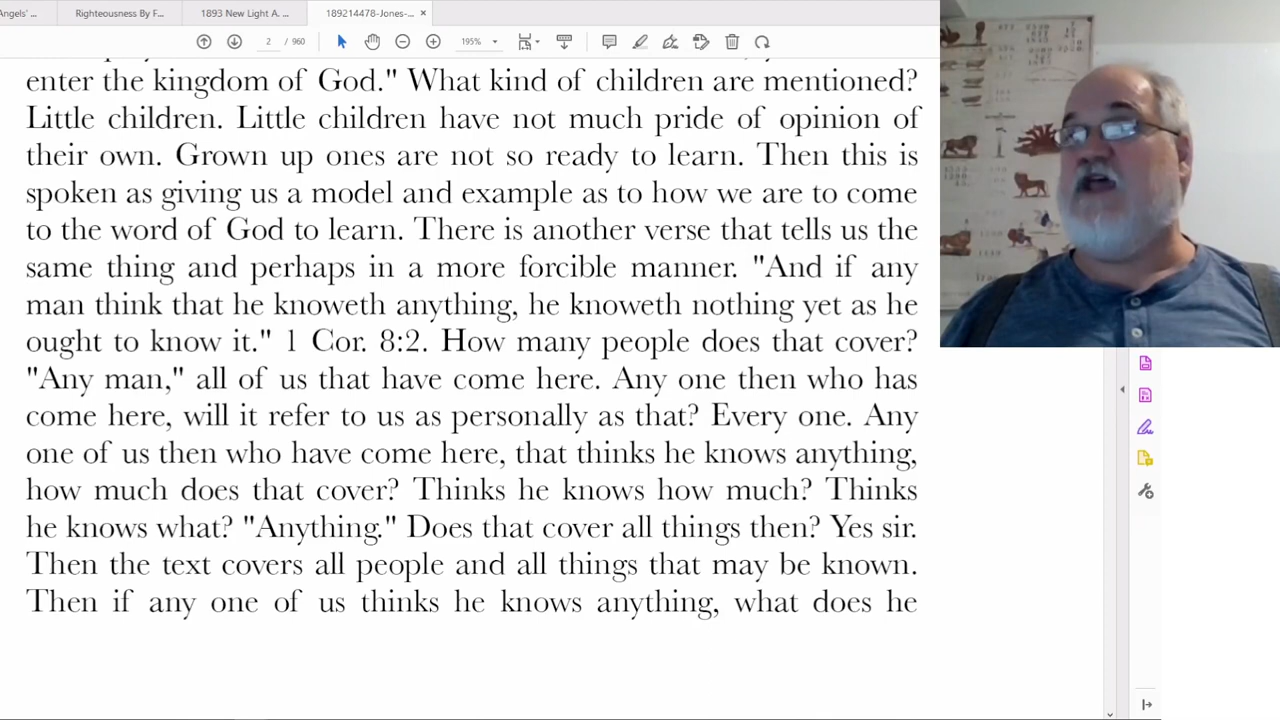 Angels' ...
Righteousness By F...
1893 New Light A. ...
189214478-Jones-... ×
2 / 960
195%
enter the kingdom of God." What kind of children are mentioned?
Little children. Little children have not much pride of opinion of
their own. Grown up ones are not so ready to learn. Then this is
spoken as giving us a model and example as to how we are to come
to the word of God to learn. There is another verse that tells us the
same thing and perhaps in a more forcible manner. "And if any
man think that he knoweth anything, he knoweth nothing yet as he
ought to know it." 1 Cor. 8:2. How many people does that cover?
"Any man," all of us that have come here. Any one then who has
come here, will it refer to us as personally as that? Every one. Any
one of us then who have come here, that thinks he knows anything,
how much does that cover? Thinks he knows how much? Thinks
he knows what? "Anything." Does that cover all things then? Yes sir.
Then the text covers all people and all things that may be known.
Then if any one of us thinks he knows anything, what does he